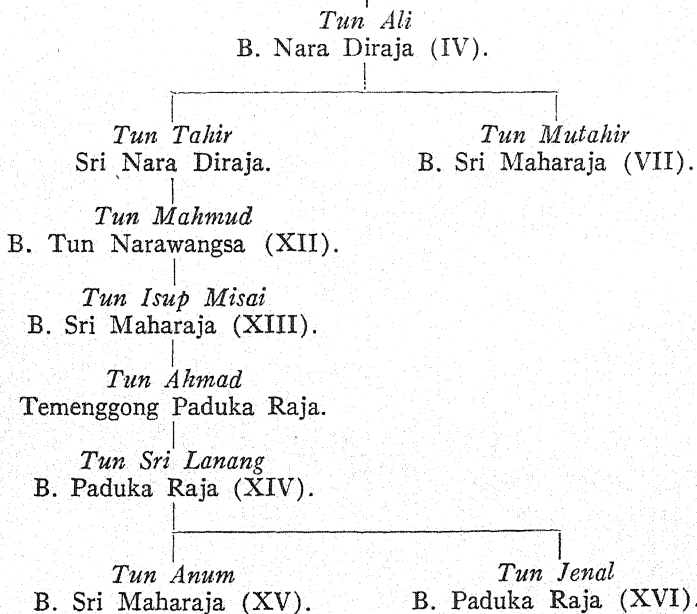 Tun Ali
B. Nara Diraja (IV).
Tun Tahir
Sri Nara Diraja.
Tun Mutahir
B. Sri Maharaja (VII).
Tun Mahmud
B. Tun Narawangsa (XII).
Tun Isup Misai
B. Sri Maharaja (XIII).
Tun Ahmad
Temenggong Paduka Raja.
Tun Sri Lanang
B. Paduka Raja (XIV).
Tun Anum
B. Sri Maharaja (XV).
Tun Jenal
B. Paduka Raja (XVI)